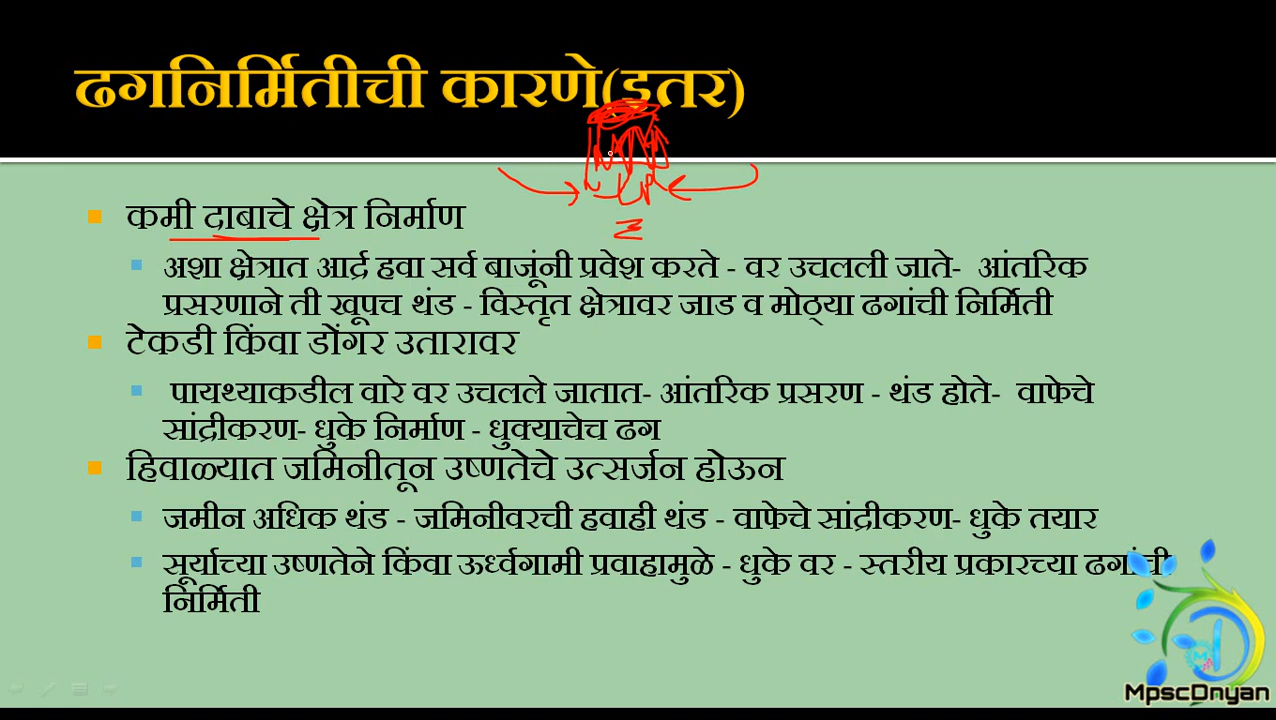 ढगनिर्मितीची कारणे(इतर)
कमी दाबाचे क्षेत्र निर्माण
अशा क्षेत्रात आर्द्र हवा सर्व बाजूंनी प्रवेश करते - वर उचलली जाते- आंतरिक
प्रसरणाने ती खूपच थंड - विस्तृत क्षेत्रावर जाड व मोठ्या ढगांची निर्मिती
टेकडी किंवा डोंगर उतारावर
पायथ्याकडील वारे वर उचलले जातात- आंतरिक प्रसरण - थंड होते- वाफेचे
सांद्रीकरण- धुके निर्माण - धुक्याचेच ढग
हिवाळ्यात जमिनीतून उष्णतेचे उत्सर्जन होऊन
जमीन अधिक थंड - जमिनीवरची हवाही थंड - वाफेचे सांद्रीकरण- धुके तयार
सूर्याच्या उष्णतेने किंवा ऊर्ध्वगामी प्रवाहामुळे - धुके वर - स्तरीय प्रकारच्या ढगांची
निर्मिती
MpscDnyan